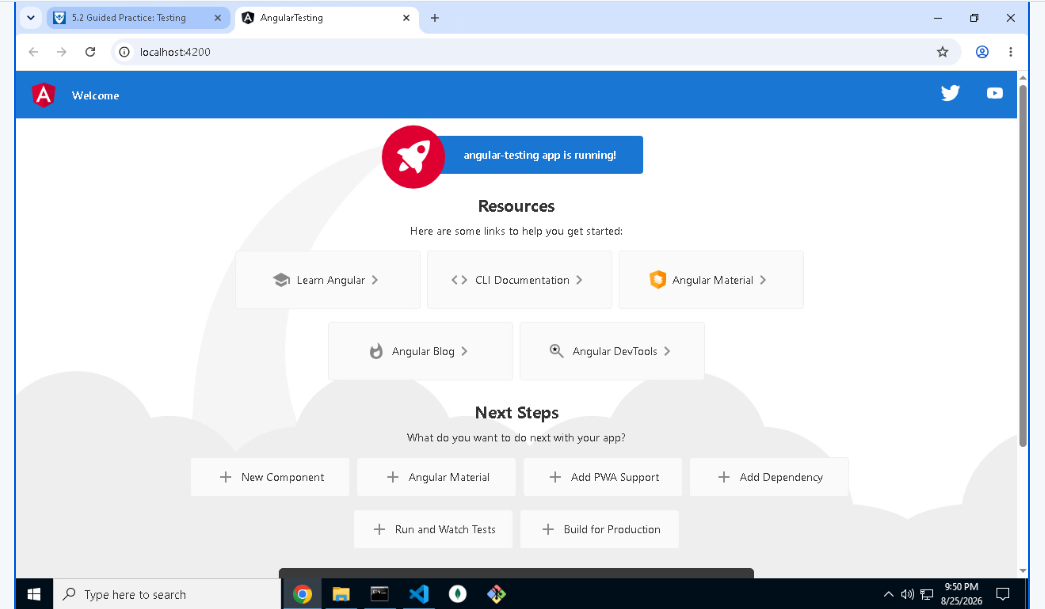 5.2 Guided Practice: Testing
AngularTesting
localhost:4200
Welcome
angular-testing app is running!
Resources
Here are some links to help you get started:
Learn Angular
CLI Documentation
Angular Material
Angular Blog
Angular DevTools
Next Steps
What do you want to do next with your app?
New Component
Angular Material
Add PWA Support
Add Dependency
Run and Watch Tests
Build for Production
Type here to search
9:50 PM
8/25/2026